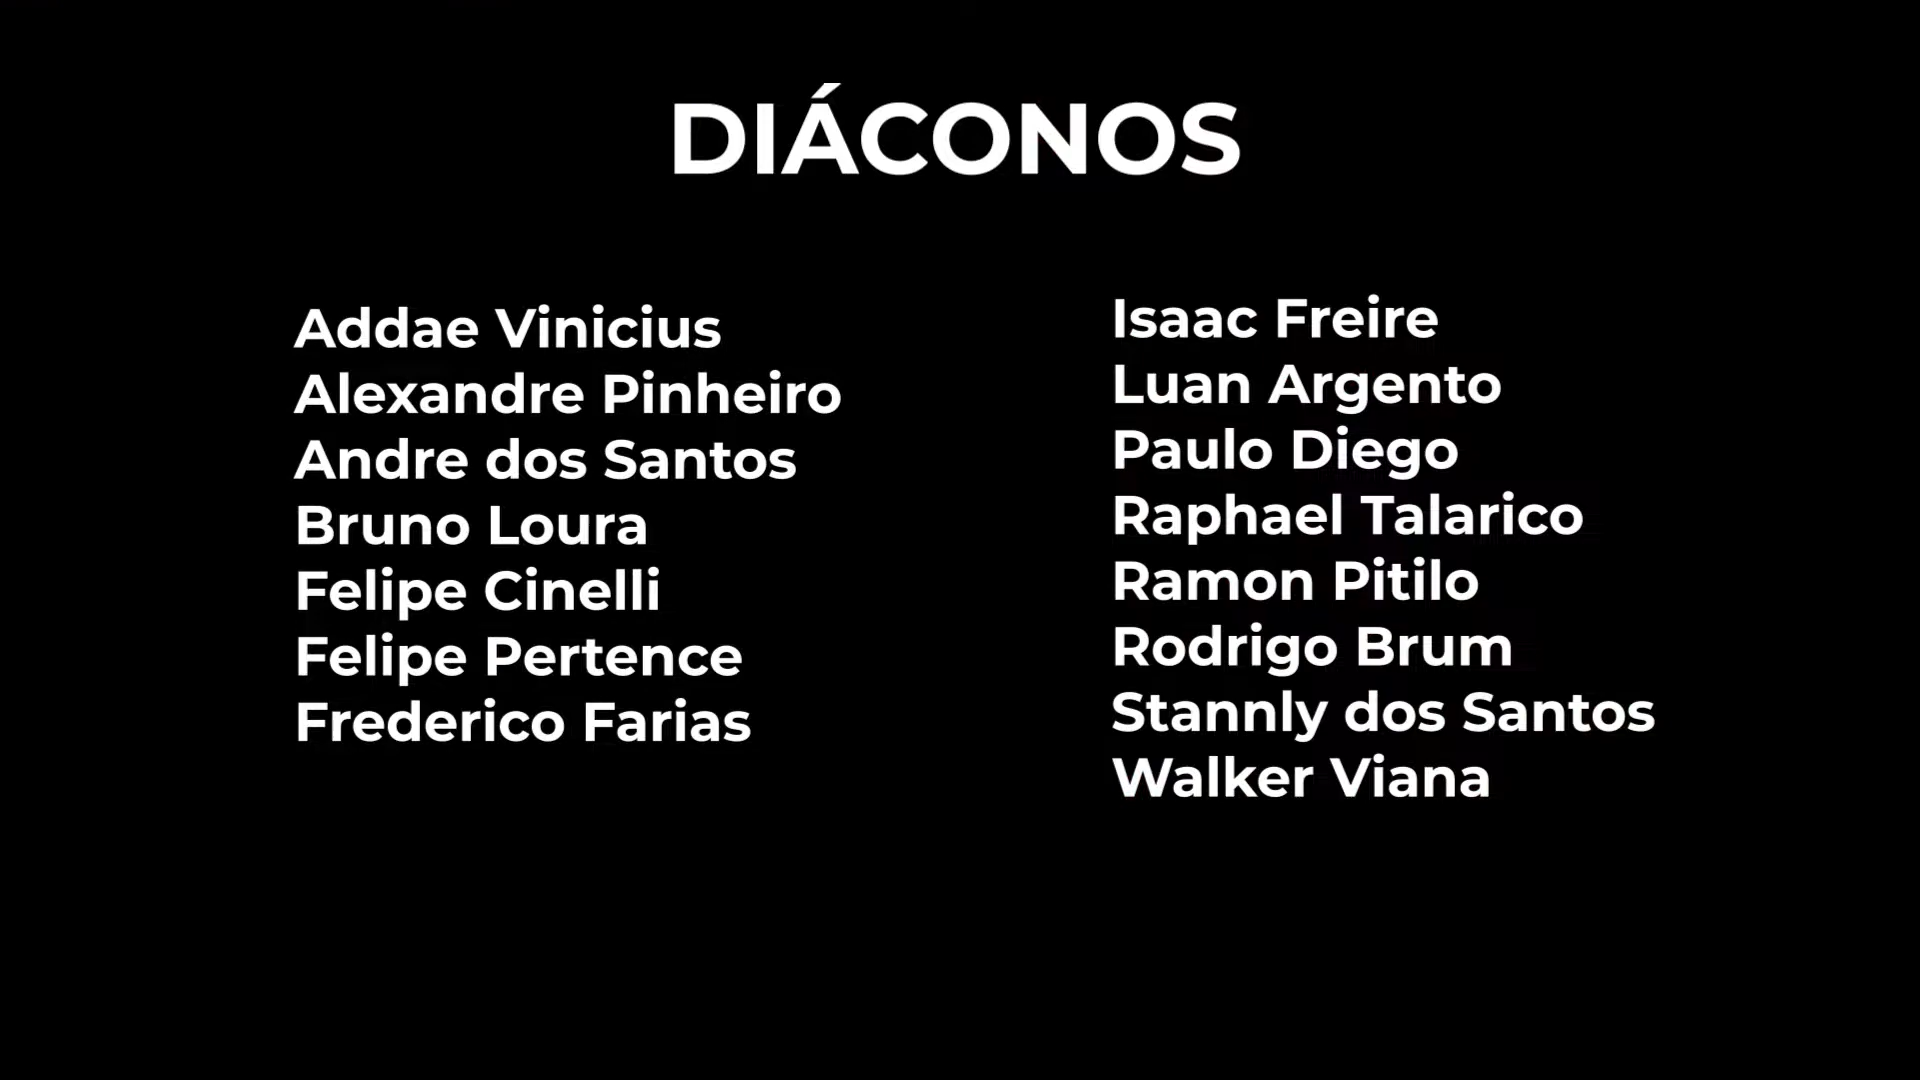 DIÁCONOS
Addae Vinicius
Alexandre Pinheiro
Andre dos Santos
Bruno Loura
Felipe Cinelli
Felipe Pertence
Frederico Farias
Isaac Freire
Luan Argento
Paulo Diego
Raphael Talarico
Ramon Pitilo
Rodrigo Brum
Stannly dos Santos
Walker Viana